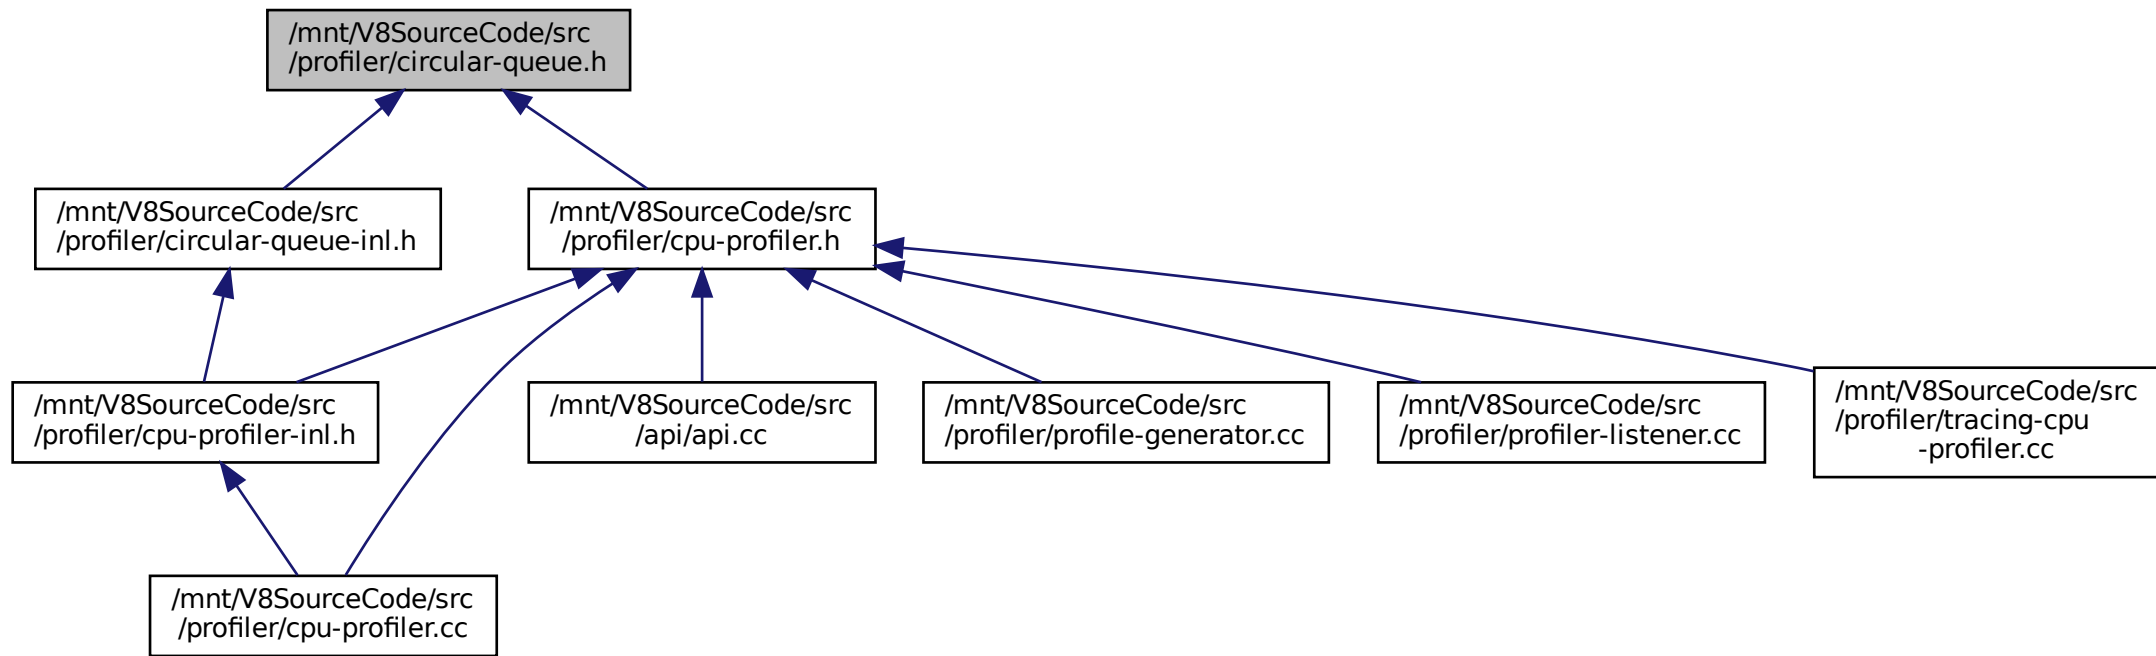 /mnt/V8SourceCode/src
/profiler/circular-queue.h
/mnt/V8SourceCode/src
/profiler/circular-queue-inl.h
/mnt/V8SourceCode/src
/profiler/cpu-profiler.h
/mnt/V8SourceCode/src
/profiler/cpu-profiler-inl.h
/mnt/V8SourceCode/src
/api/api.cc
/mnt/V8SourceCode/src
/profiler/profile-generator.cc
/mnt/V8SourceCode/src
/profiler/profiler-listener.cc
/mnt/V8SourceCode/src
/profiler/tracing-cpu
-profiler.cc
/mnt/V8SourceCode/src
/profiler/cpu-profiler.cc